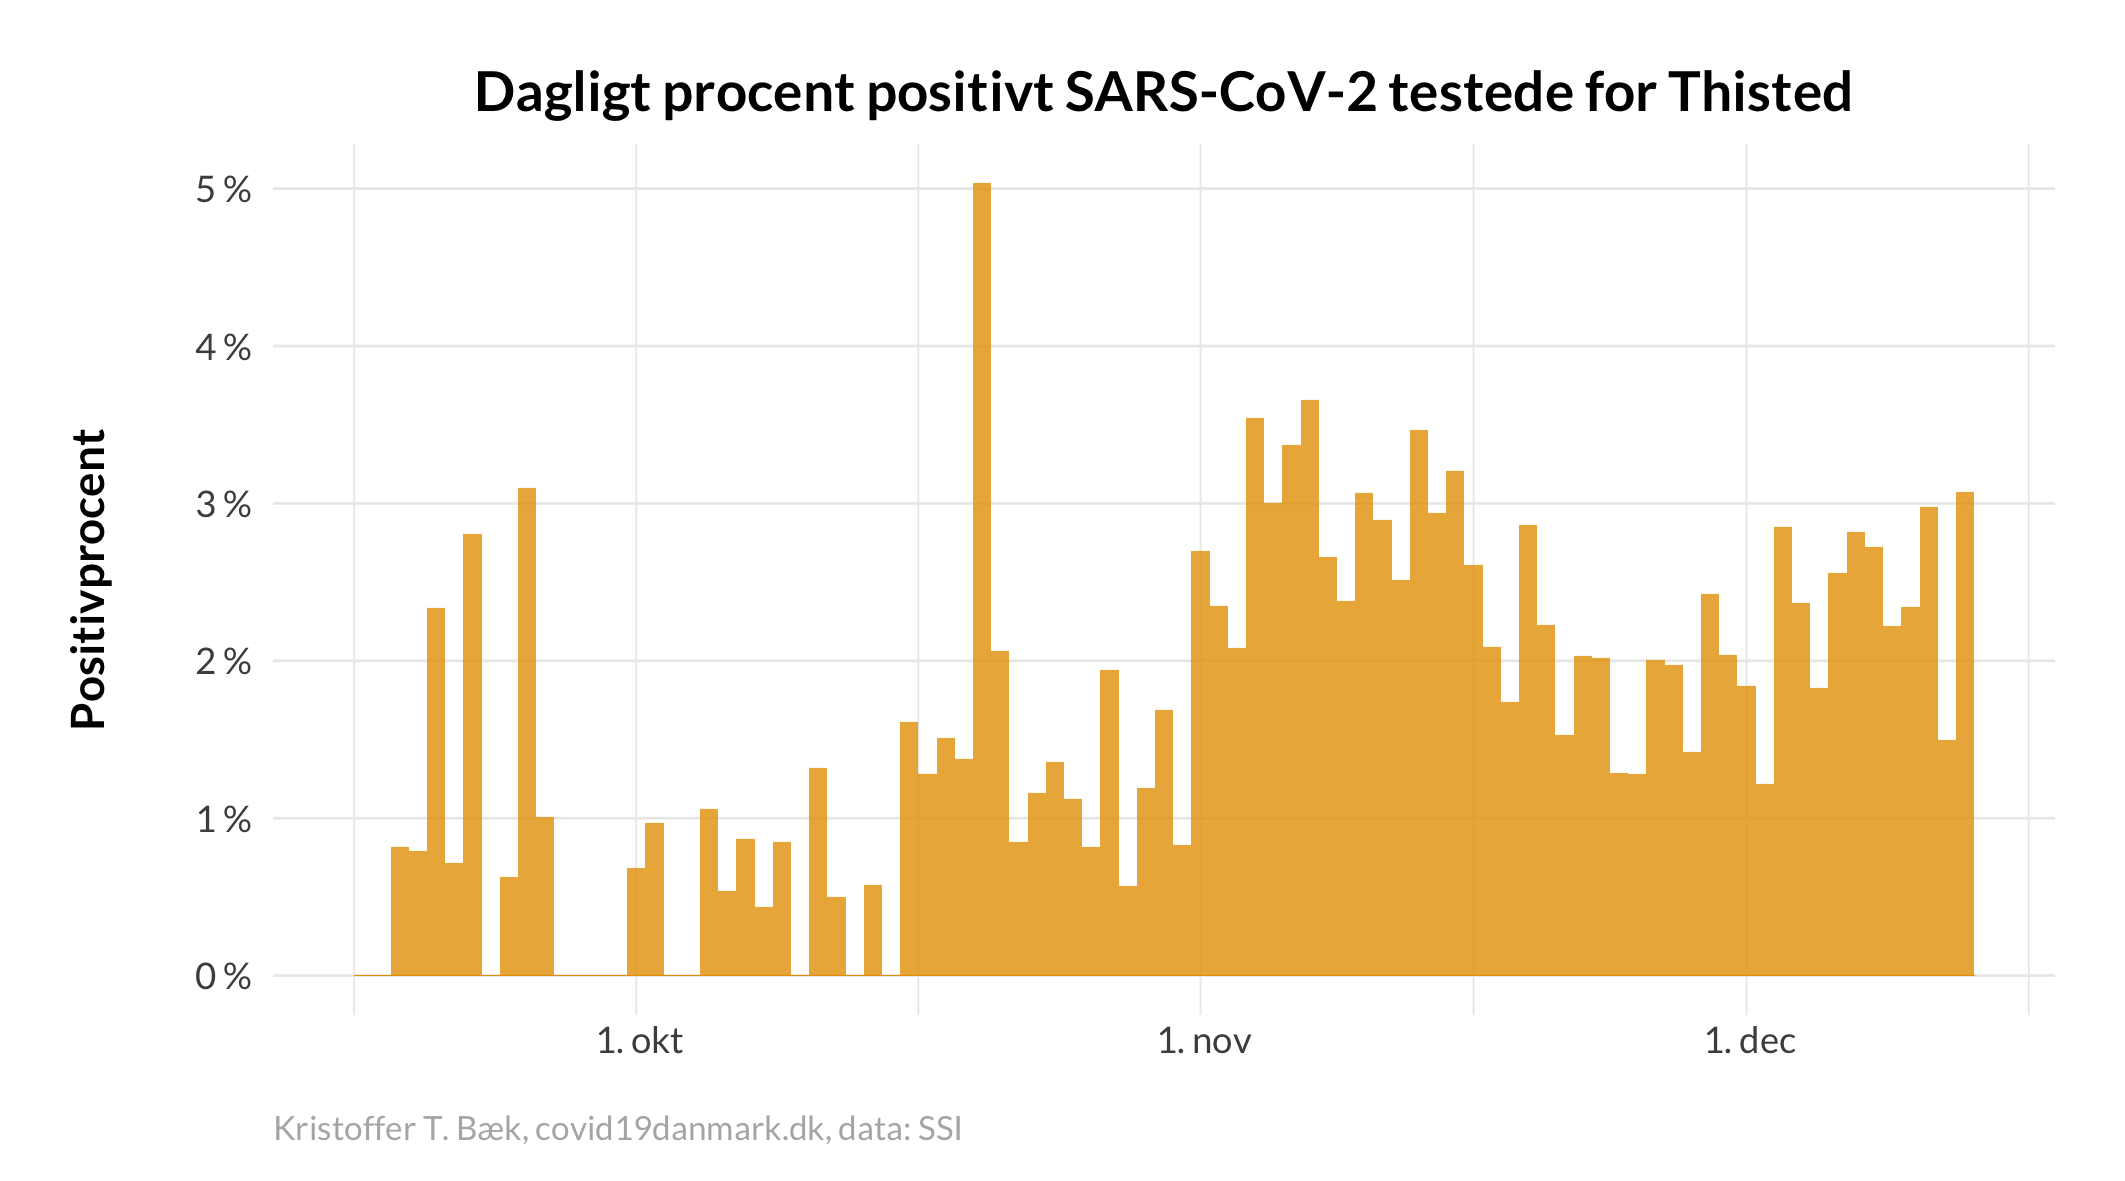 Dagligt procent positivt SARS-CoV-2 testede for Thisted
Positivprocent
5 %
4 %
3 %
2 %
1 %
0 %
1. okt
1. nov
1. dec
Kristoffer T. Bæk, covid19danmark.dk, data: SSI